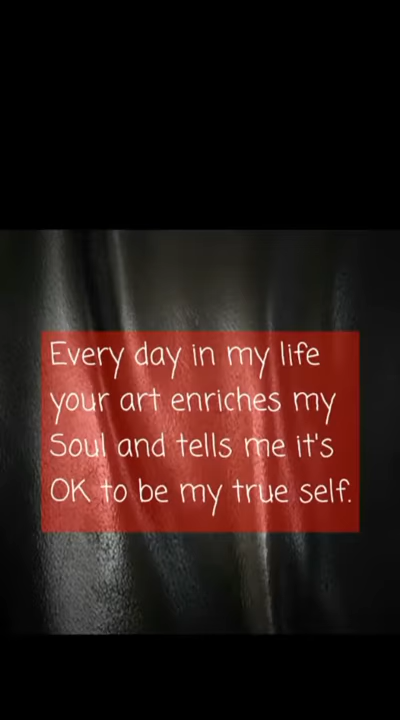 Every day in my life
your art enriches my
Soul and tells me it's
OK to be my true self.